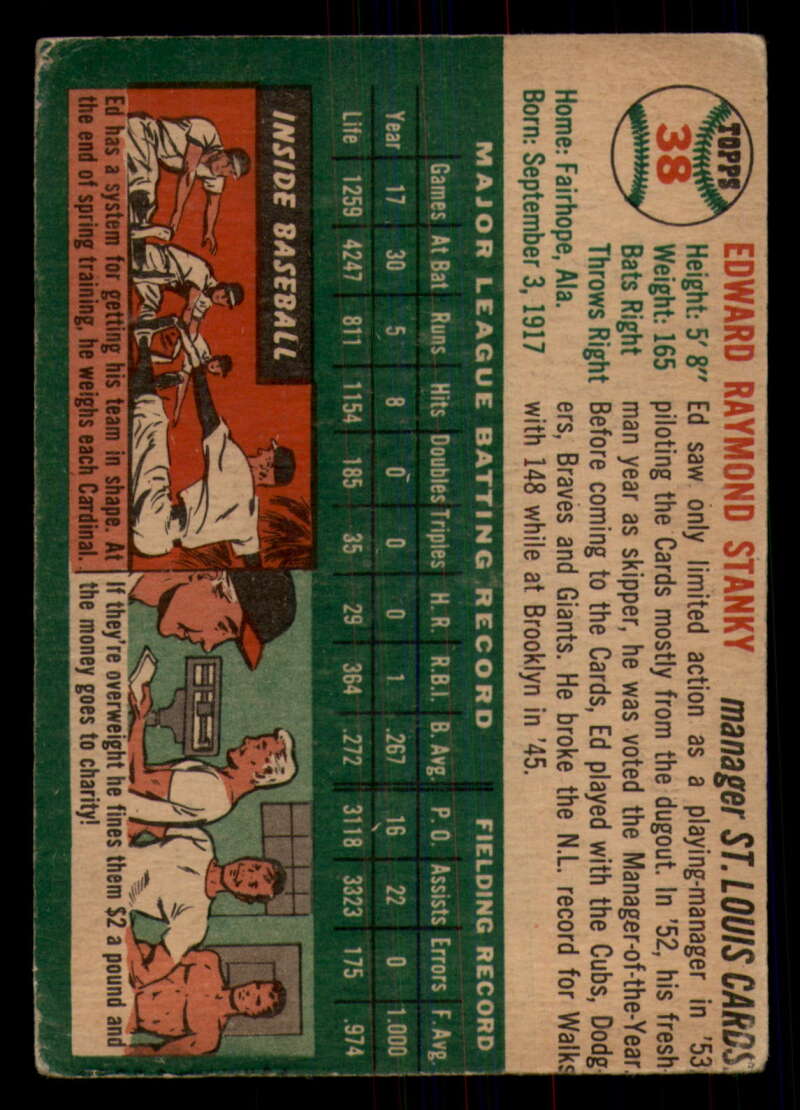 TOPPS
38
EDWARD RAYMOND STANKY manager ST. LOUIS CARDS
Height: 5' 8"
Weight: 165
Bats Right
Throws Right
Home: Fairhope, Ala.
Born: September 3, 1917
Ed saw only limited action as a playing-manager in '53
piloting the Cards mostly from the dugout. In '52, his fresh-
man year as skipper, he was voted the Manager-of-the-Year.
Before coming to the Cards, Ed played with the Cubs, Dodg-
ers, Braves and Giants. He broke the N.L. record for Walks
with 148 while at Brooklyn in '45.
MAJOR LEAGUE BATTING RECORD FIELDING RECORD
Games At Bat Runs Hits Doubles Triples H. R. R.B.I. B. Avg. P. O. Assists Errors F. Avg.
Year 17 30 5 8 0 0 0 1 .267 16 22 0 1.000
Life 1259 4247 811 1154 185 35 29 364 .272 3118 3323 175 .974
INSIDE BASEBALL
Ed has a system for getting his team in shape. At
the end of spring training, he weighs each Cardinal.
If they're overweight he fines them $2 a pound and
the money goes to charity!